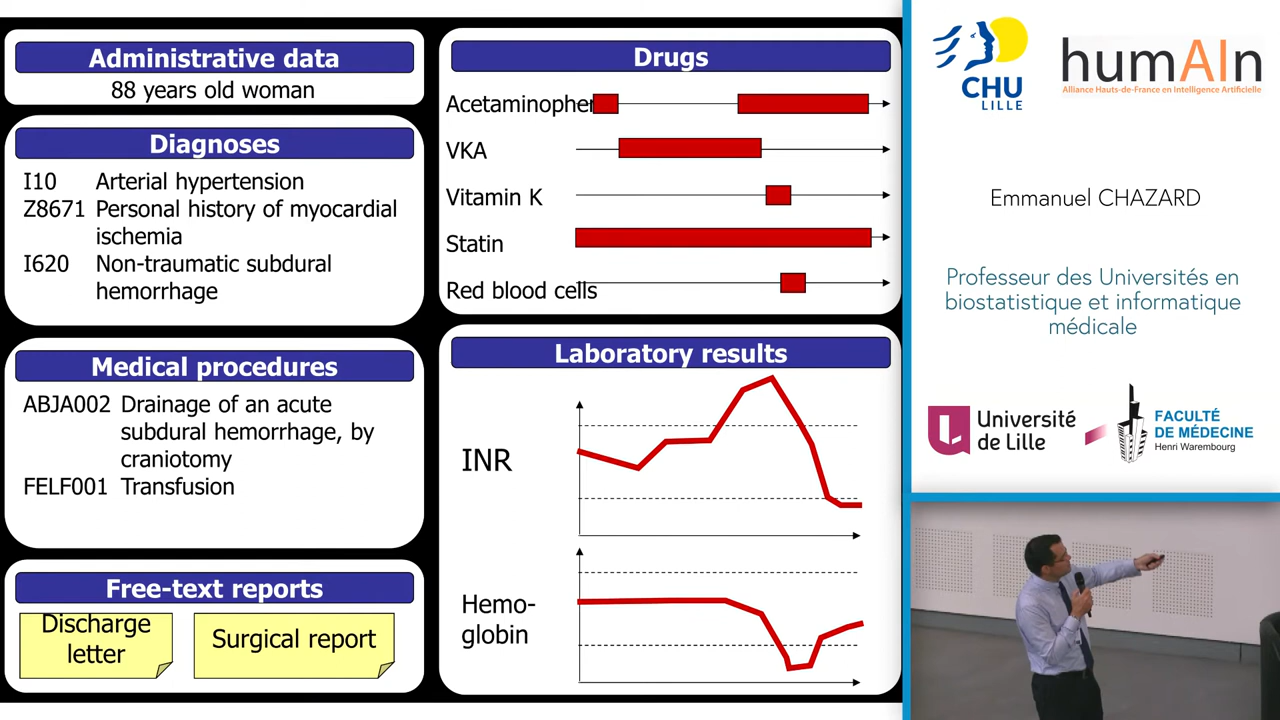 Administrative data
88 years old woman
Diagnoses
I10 Arterial hypertension
Z8671 Personal history of myocardial
ischemia
I620 Non-traumatic subdural
hemorrhage
Medical procedures
ABJA002 Drainage of an acute
subdural hemorrhage, by
craniotomy
FELF001 Transfusion
Free-text reports
Discharge
letter
Surgical report
Drugs
Acetaminophen
VKA
Vitamin K
Statin
Red blood cells
Laboratory results
INR
Hemo-
globin
CHU
LILLE
humAIn
Alliance Hauts-de-France en Intelligence Artificielle
Emmanuel CHAZARD
Professeur des Universités en
biostatistique et informatique
médicale
Université
de Lille
FACULTÉ
DE MÉDECINE
Henri Warembourg